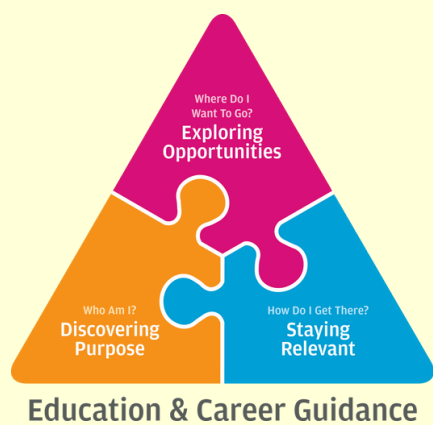 Where Do I
Want To Go?
Exploring
Opportunities
Who Am I?
Discovering
Purpose
How Do I Get There?
Staying
Relevant
Education & Career Guidance